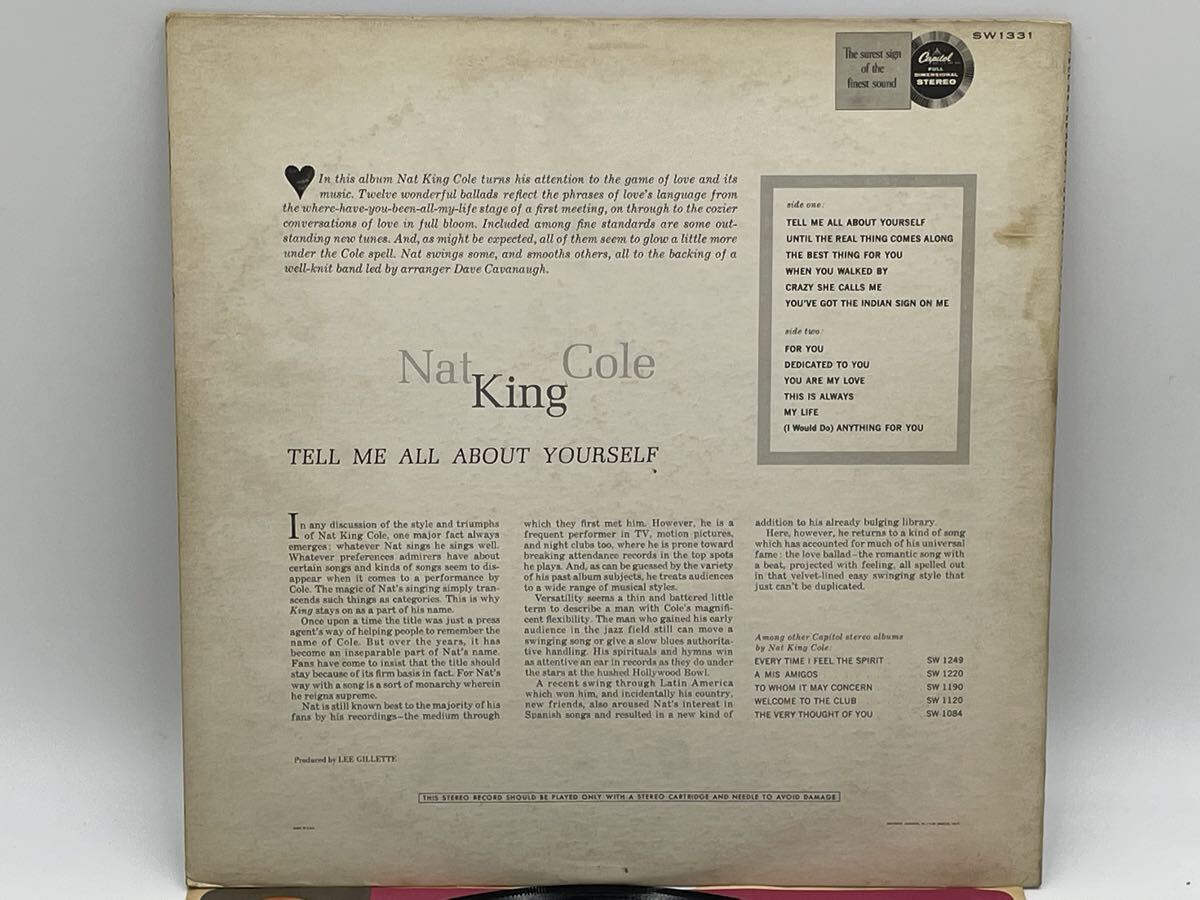 SW1331
The surest sign
of the
finest sound
Capitol
FULL
DIMENSIONAL
STEREO
In this album Nat King Cole turns his attention to the game of love and its
music. Twelve wonderful ballads reflect the phrases of love's language from
the where-have-you-been-all-my-life stage of a first meeting, on through to the cozier
conversations of love in full bloom. Included among fine standards are some out-
standing new tunes. And, as might be expected, all of them seem to glow a little more
under the Cole spell. Nat swings some, and smooths others, all to the backing of a
well-knit band led by arranger Dave Cavanaugh.
side one:
TELL ME ALL ABOUT YOURSELF
UNTIL THE REAL THING COMES ALONG
THE BEST THING FOR YOU
WHEN YOU WALKED BY
CRAZY SHE CALLS ME
YOU'VE GOT THE INDIAN SIGN ON ME
side two:
FOR YOU
DEDICATED TO YOU
YOU ARE MY LOVE
THIS IS ALWAYS
MY LIFE
(I Would Do) ANYTHING FOR YOU
Nat King Cole
TELL ME ALL ABOUT YOURSELF
In any discussion of the style and triumphs
of Nat King Cole, one major fact always
emerges: whatever Nat sings he sings well.
Whatever preferences admirers have about
certain songs and kinds of songs seem to dis-
appear when it comes to a performance by
Cole. The magic of Nat's singing simply tran-
scends such things as categories. This is why
King stays on as a part of his name.
Once upon a time the title was just a press
agent's way of helping people to remember the
name of Cole. But over the years, it has
become an inseparable part of Nat's name.
Fans have come to insist that the title should
stay because of its firm basis in fact. For Nat's
way with a song is a sort of monarchy wherein
he reigns supreme.
Nat is still known best to the majority of his
fans by his recordings—the medium through
which they first met him. However, he is a
frequent performer in TV, motion pictures,
and night clubs too, where he is prone toward
breaking attendance records in the top spots
he plays. And, as can be guessed by the variety
of his past album subjects, he treats audiences
to a wide range of musical styles.
Versatility seems a thin and battered little
term to describe a man with Cole's magnifi-
cent flexibility. The man who gained his early
audience in the jazz field still can move a
swinging song or give a slow blues authorita-
tive handling. His spirituals and hymns win
as attentive an ear in records as they do under
the stars at the hushed Hollywood Bowl.
A recent swing through Latin America
which won him, and incidentally his country,
new friends, also aroused Nat's interest in
Spanish songs and resulted in a new kind of
addition to his already bulging library.
Here, however, he returns to a kind of song
which has accounted for much of his universal
fame: the love ballad—the romantic song with
a beat, projected with feeling, all spelled out
in that velvet-lined easy swinging style that
just can't be duplicated.
Among other Capitol stereo albums
by Nat King Cole:
EVERY TIME I FEEL THE SPIRIT SW 1249
A MIS AMIGOS SW 1220
TO WHOM IT MAY CONCERN SW 1190
WELCOME TO THE CLUB SW 1120
THE VERY THOUGHT OF YOU SW 1084
Produced by LEE GILLETTE
THIS STEREO RECORD SHOULD BE PLAYED ONLY WITH A STEREO CARTRIDGE AND NEEDLE TO AVOID DAMAGE